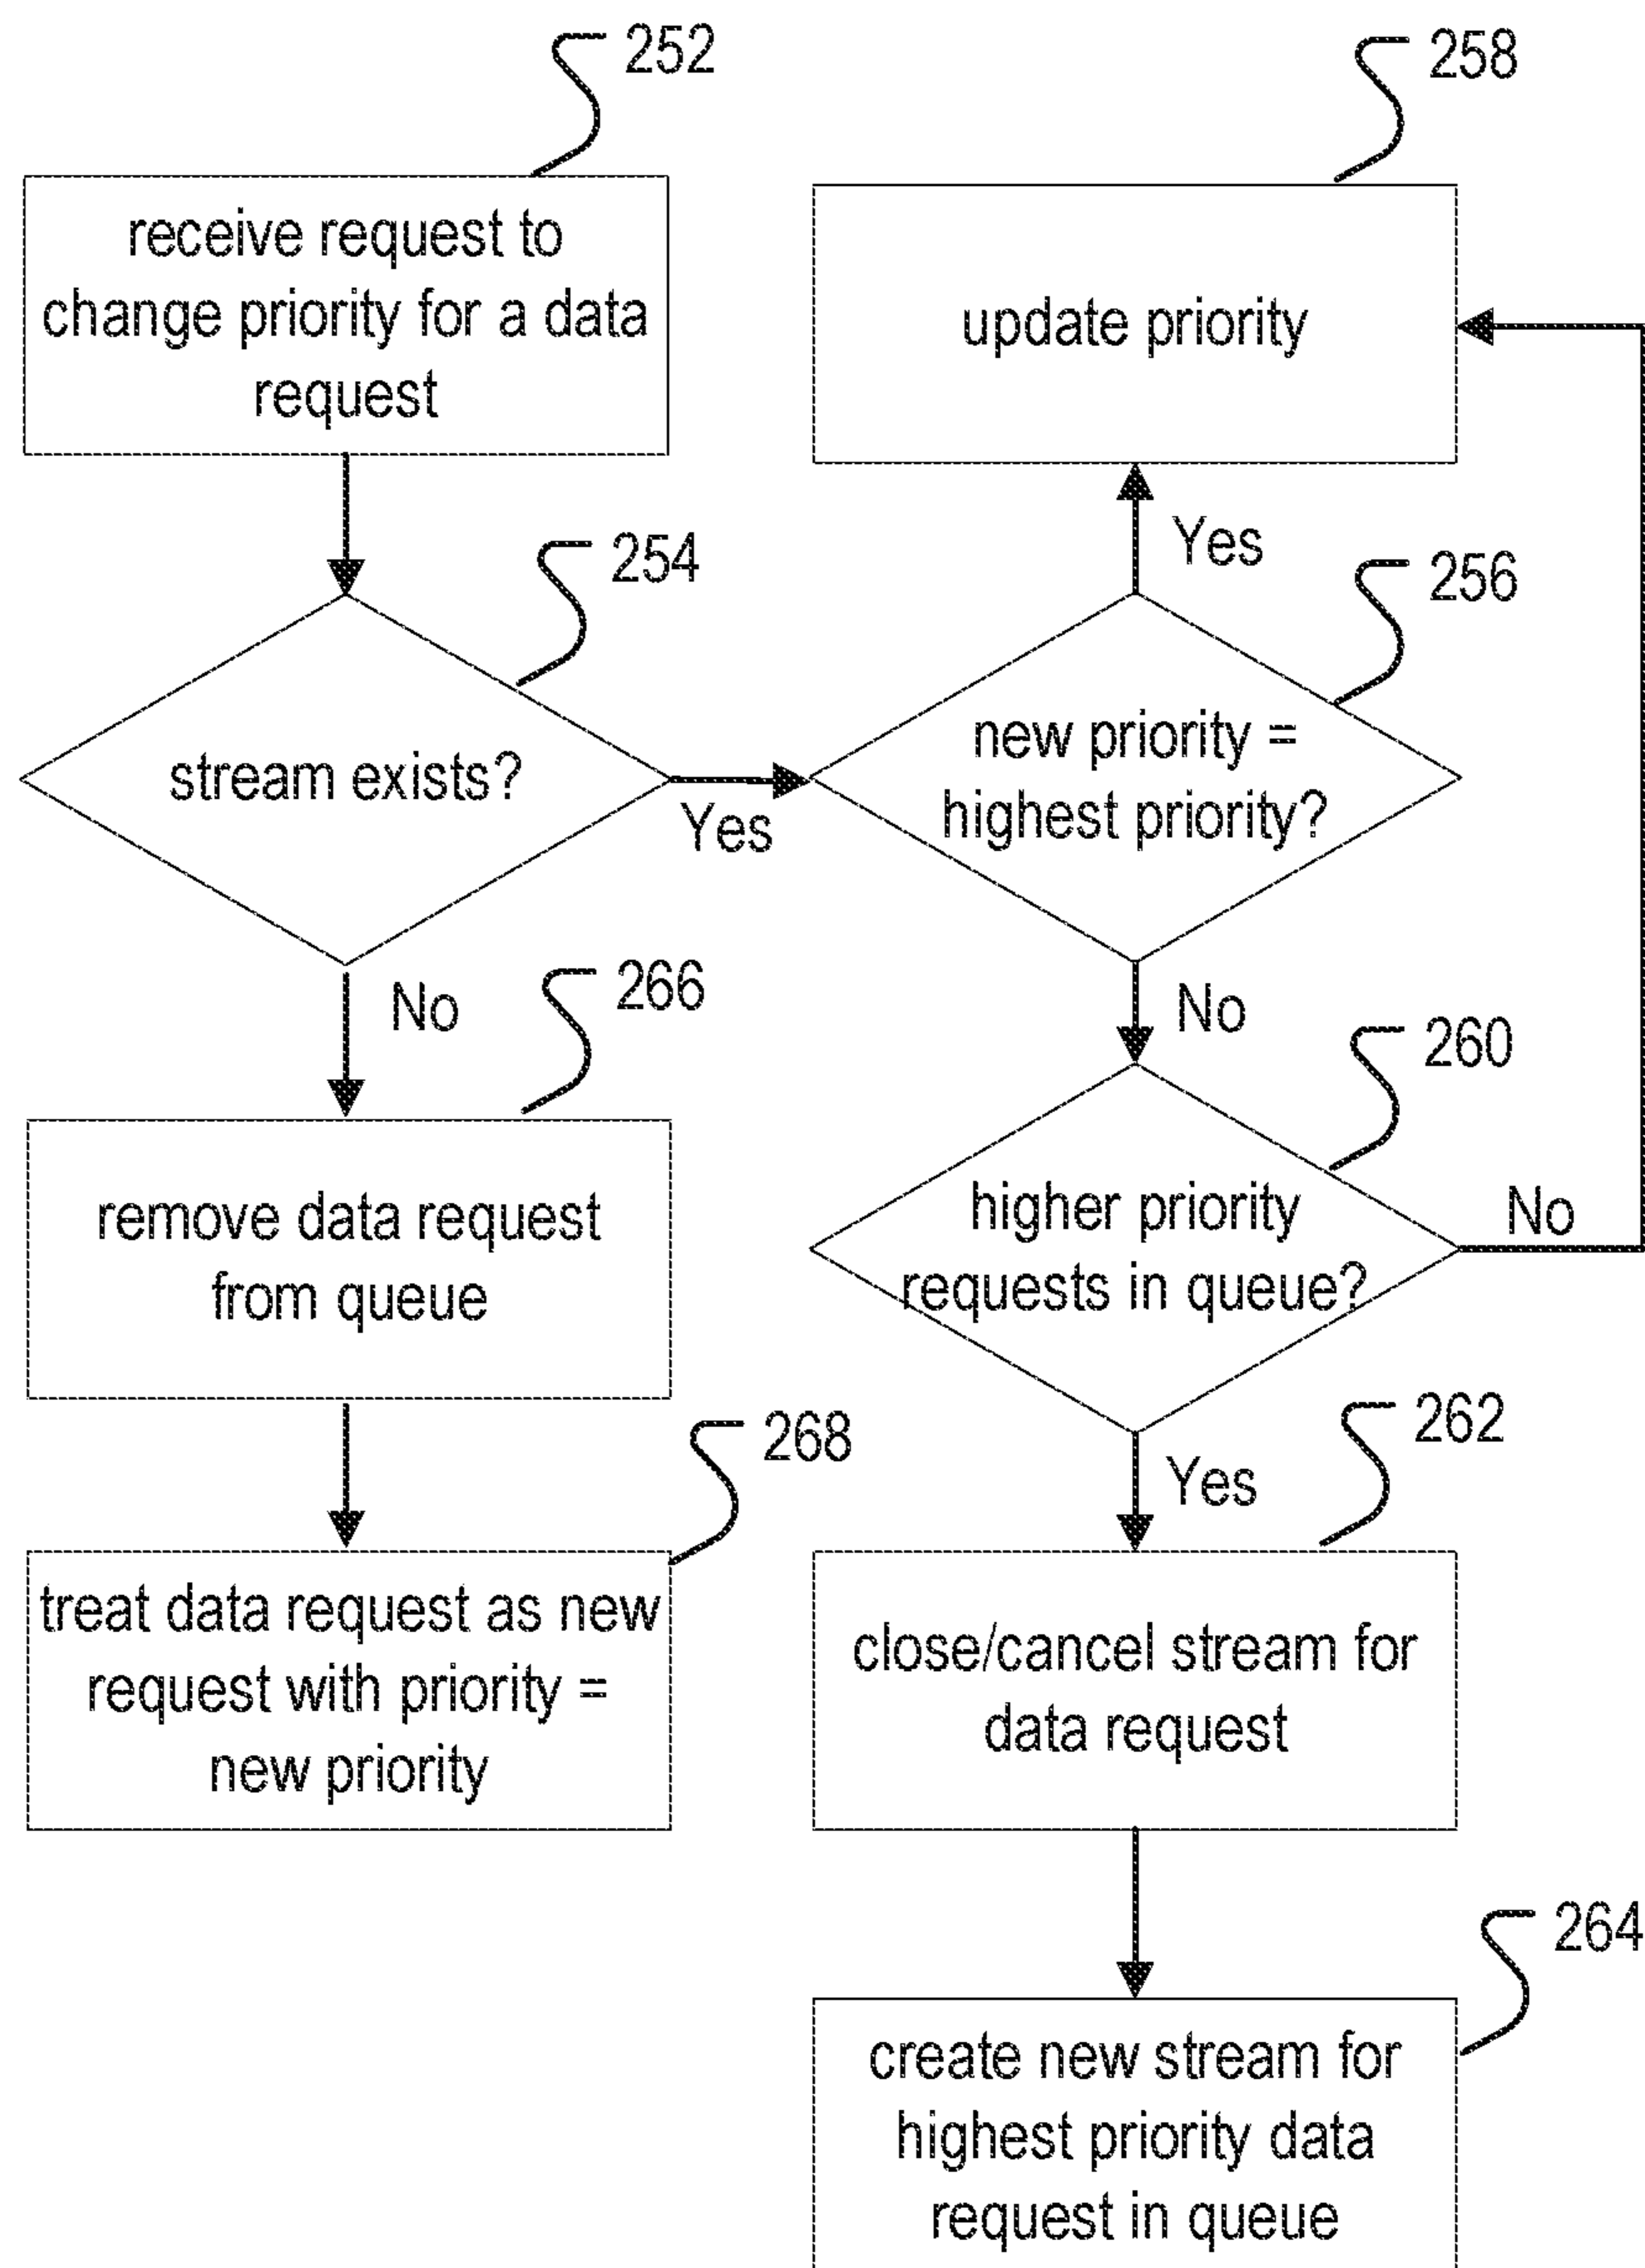 252
receive request to
change priority for a data
request
254
stream exists?
Yes
No
266
remove data request
from queue
268
treat data request as new
request with priority =
new priority
258
update priority
Yes
256
new priority =
highest priority?
No
260
higher priority
requests in queue?
No
Yes
262
close/cancel stream for
data request
264
create new stream for
highest priority data
request in queue